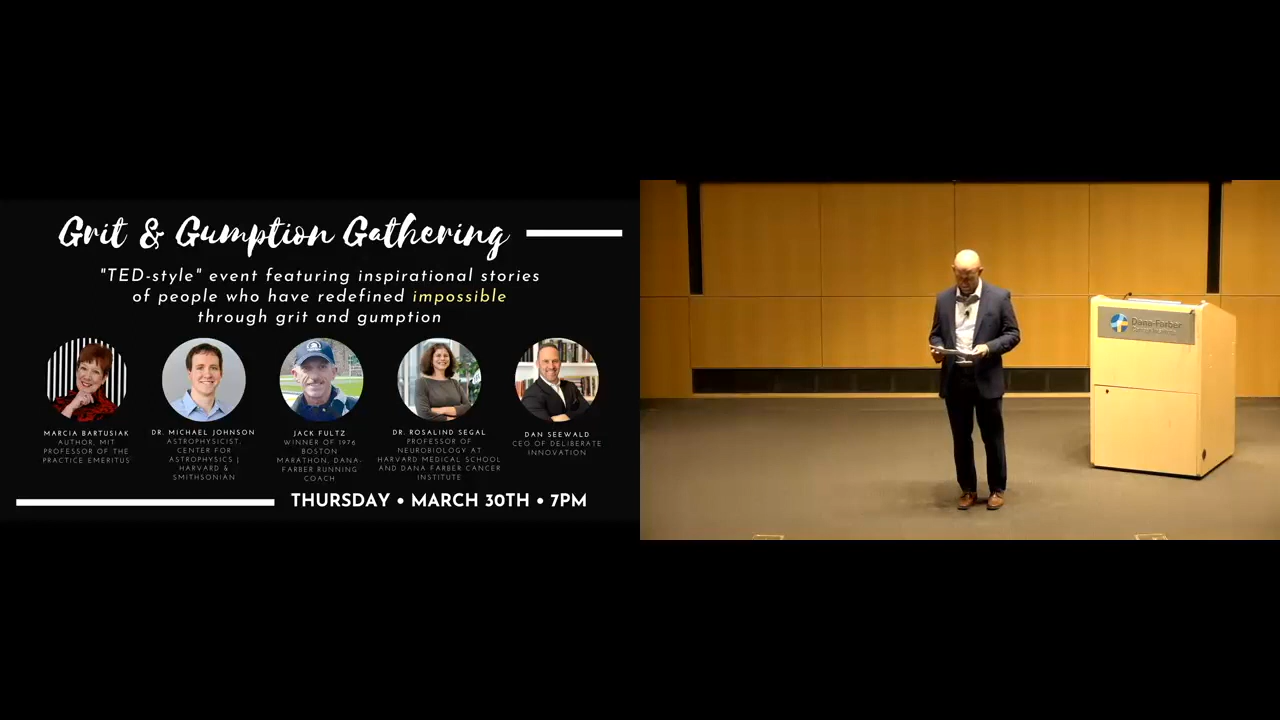 Grit & Gumption Gathering
"TED-style" event featuring inspirational stories
of people who have redefined impossible
through grit and gumption
MARCIA BARTUSIAK
AUTHOR, MIT
PROFESSOR OF THE
PRACTICE EMERITUS
DR. MICHAEL JOHNSON
ASTROPHYSICIST,
CENTER FOR
ASTROPHYSICS |
HARVARD &
SMITHSONIAN
JACK FULTZ
WINNER OF 1976
BOSTON
MARATHON, DANA-
FARBER RUNNING
COACH
DR. ROSALIND SEGAL
PROFESSOR OF
NEUROBIOLOGY AT
HARVARD MEDICAL SCHOOL
AND DANA FARBER CANCER
INSTITUTE
DAN SEEWALD
CEO OF DELIBERATE
INNOVATION
THURSDAY • MARCH 30TH • 7PM
Dana-Farber